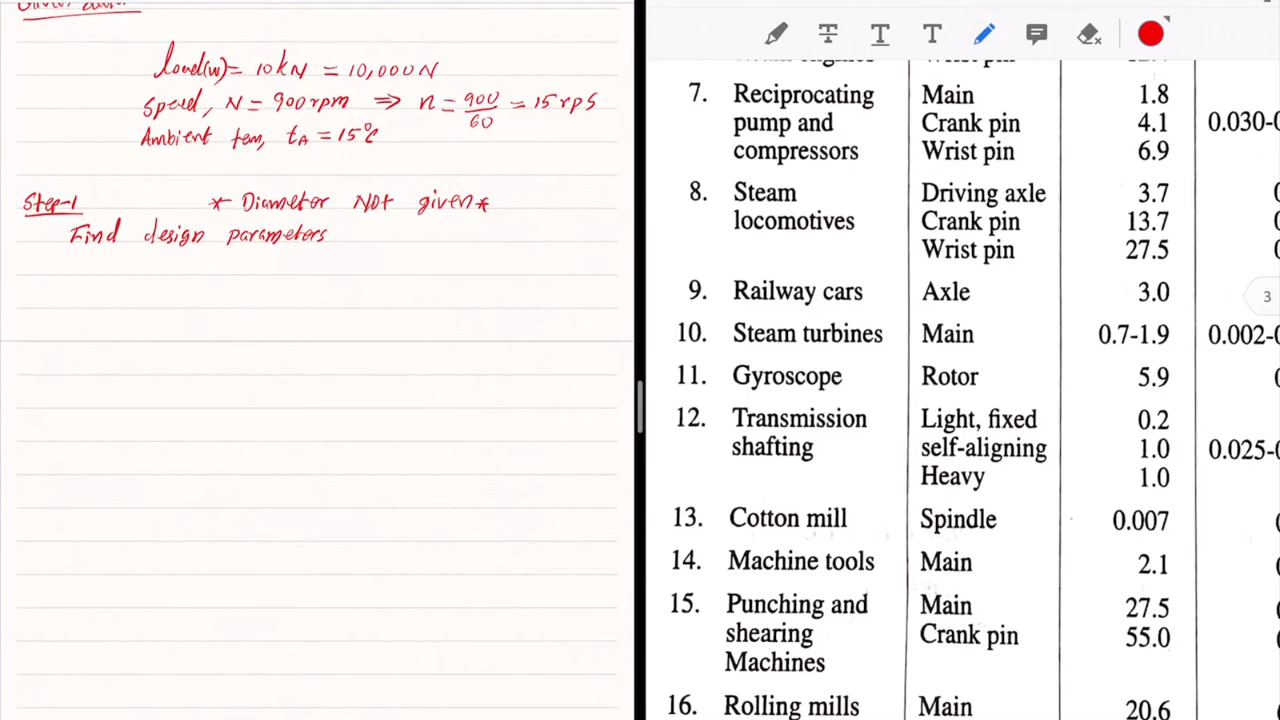 load(w) = 10kN = 10,000N
Speed, N = 900rpm ⇒ n = 900/60 = 15rps
Ambient tem, tA = 15°C
Step-1 * Diameter Not given *
Find design parameters
T T T
Wrist pin
7. Reciprocating pump and compressors
Main 1.8
Crank pin 4.1 0.030-0
Wrist pin 6.9
8. Steam locomotives
Driving axle 3.7
Crank pin 13.7
Wrist pin 27.5
9. Railway cars Axle 3.0
3
10. Steam turbines Main 0.7-1.9 0.002-0
11. Gyroscope Rotor 5.9
12. Transmission shafting
Light, fixed 0.2
self-aligning 1.0 0.025-0
Heavy 1.0
13. Cotton mill Spindle 0.007
14. Machine tools Main 2.1
15. Punching and shearing Machines
Main 27.5
Crank pin 55.0
16. Rolling mills Main 20.6